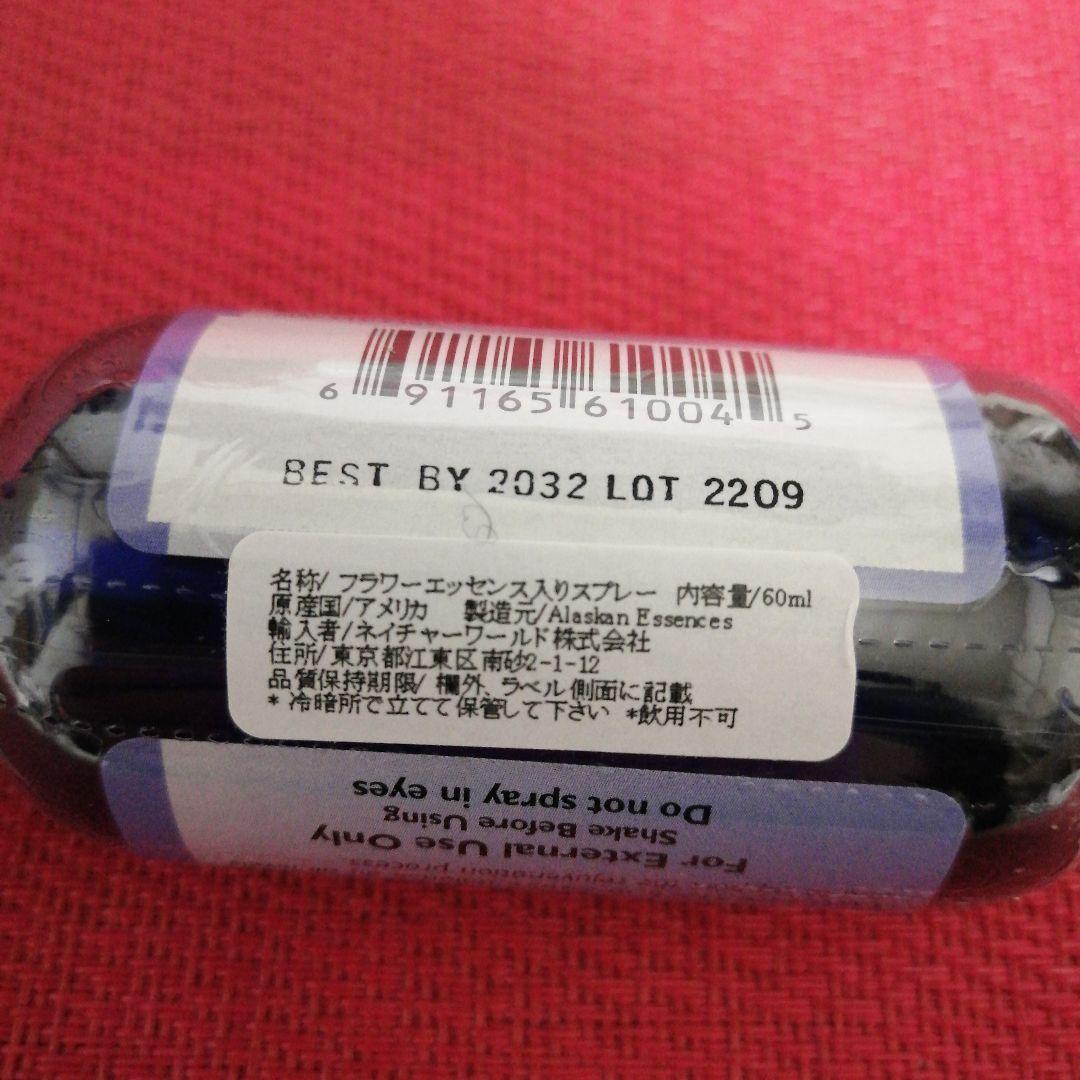 6 91165 61004 5
BEST BY 2032 LOT 2209
名称/ フラワーエッセンス入りスプレー 内容量/60ml
原産国/アメリカ 製造元/Alaskan Essences
輸入者/ネイチャーワールド株式会社
住所/東京都江東区南砂2-1-12
品質保持期限/ 欄外、ラベル側面に記載
* 冷暗所で立てて保管して下さい *飲用不可
rejuvenation process
For External Use Only
Shake Before Using
Do not spray in eyes